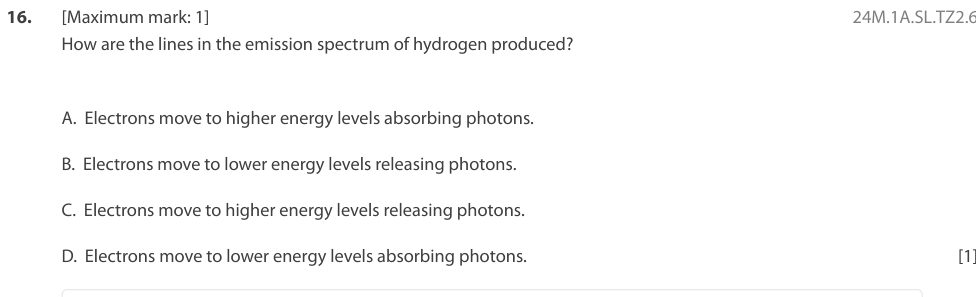 16. [Maximum mark: 1] 24M.1A.SL.TZ2.6
How are the lines in the emission spectrum of hydrogen produced?
A. Electrons move to higher energy levels absorbing photons.
B. Electrons move to lower energy levels releasing photons.
C. Electrons move to higher energy levels releasing photons.
D. Electrons move to lower energy levels absorbing photons. [1]